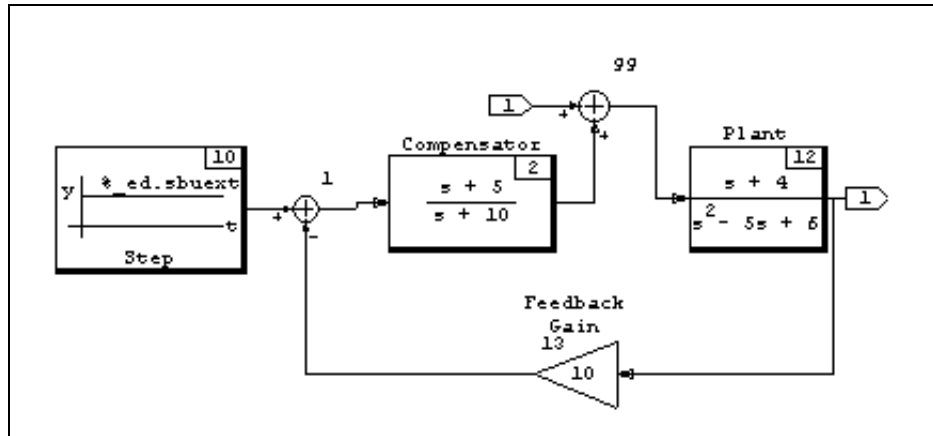 gg
1
+
+
Compensator
2
s + 5
s + 10
Plant
12
s + 4
s2 - 5s + 6
1
10
y
%_ed.sbuext
t
Step
1
+
-
Feedback
Gain
13
10